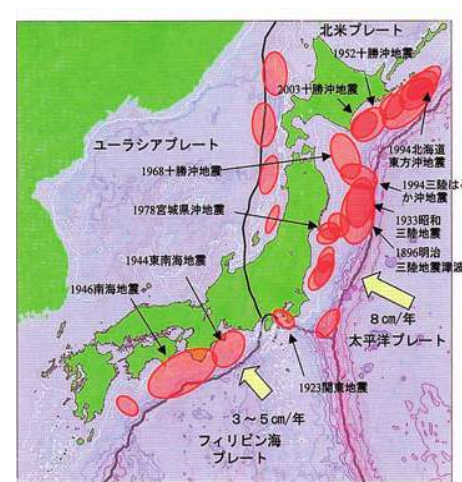 北米プレート
1952十勝沖地震
2003十勝沖地震
ユーラシアプレート
1994北海道
東方沖地震
1968十勝沖地震
1994三陸はる
か沖地震
1978宮城県沖地震
1933昭和
三陸地震
1896明治
三陸地震津波
1944東南海地震
1946南海地震
8cm/年
太平洋プレート
1923関東地震
3~5cm/年
フィリピン海
プレート